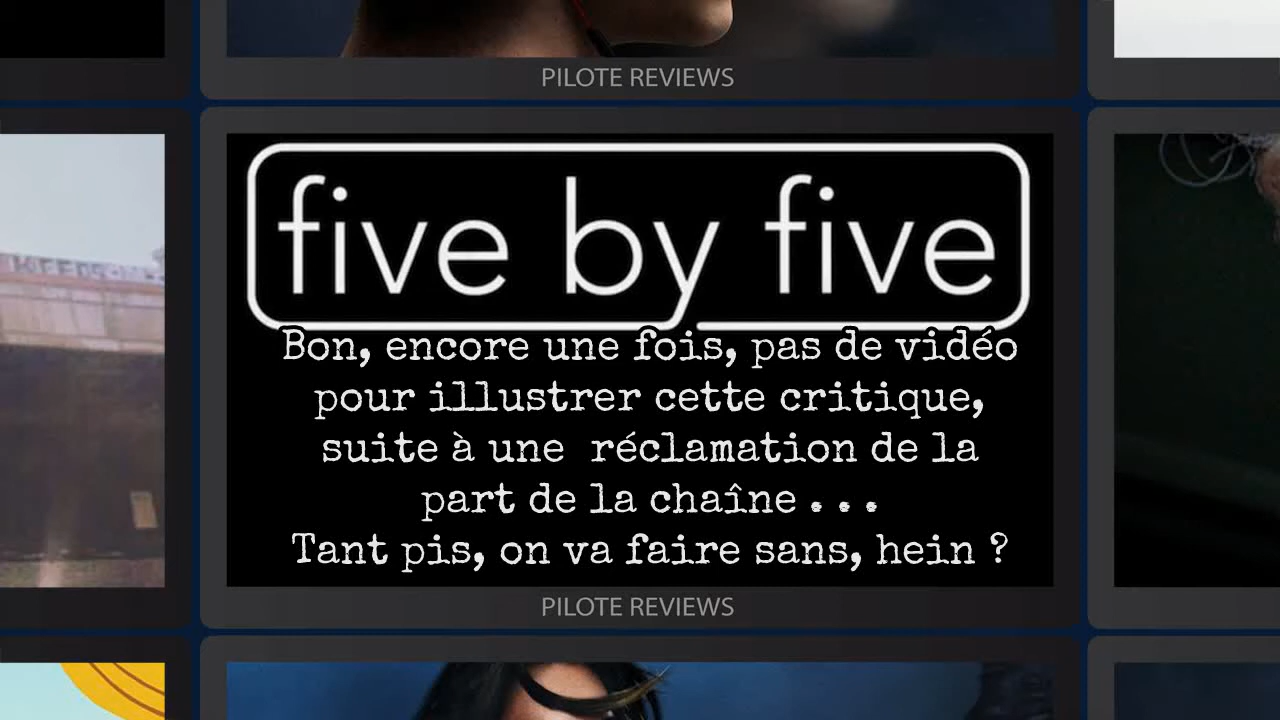 PILOTE REVIEWS
five by five
Bon, encore une fois, pas de vidéo
pour illustrer cette critique,
suite à une  réclamation de la
part de la chaîne . . .
Tant pis, on va faire sans, hein ?
PILOTE REVIEWS